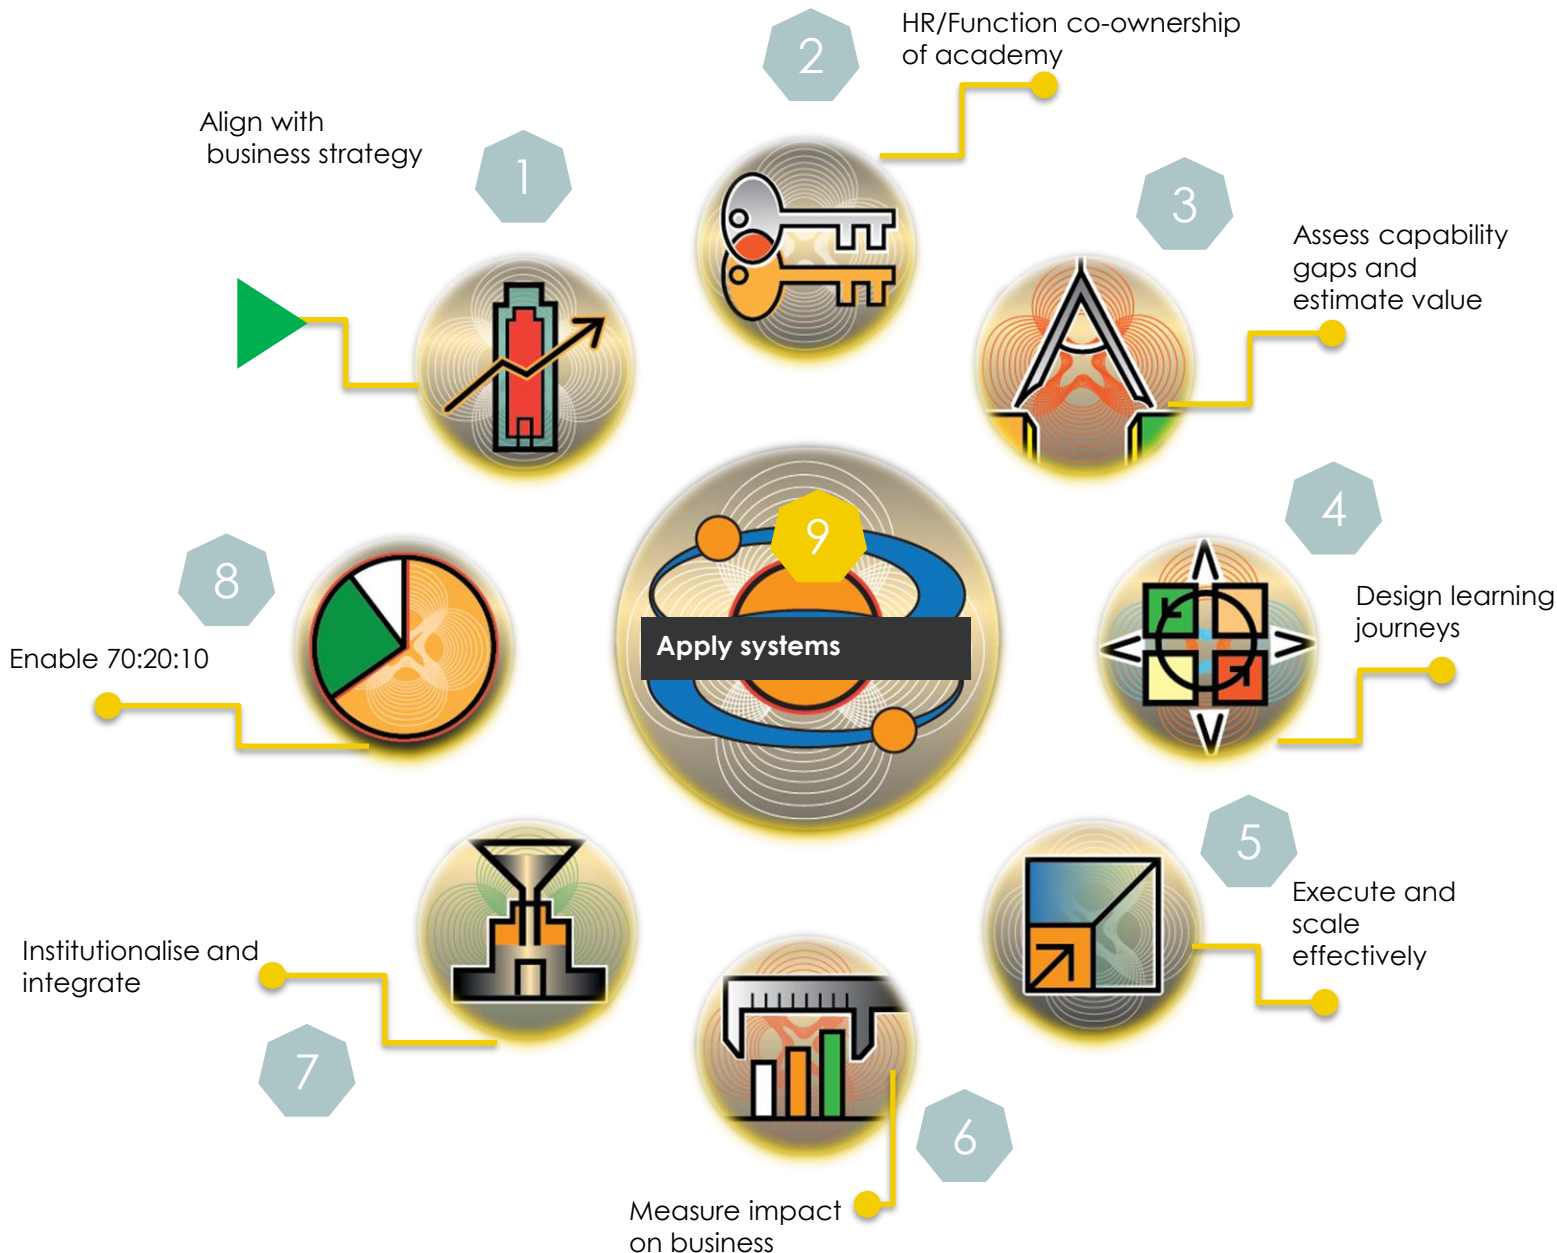 1
Align with
business strategy
2
HR/Function co-ownership
of academy
3
Assess capability
gaps and
estimate value
4
Design learning
journeys
5
Execute and
scale
effectively
6
Measure impact
on business
7
Institutionalise and
integrate
8
Enable 70:20:10
9
Apply systems